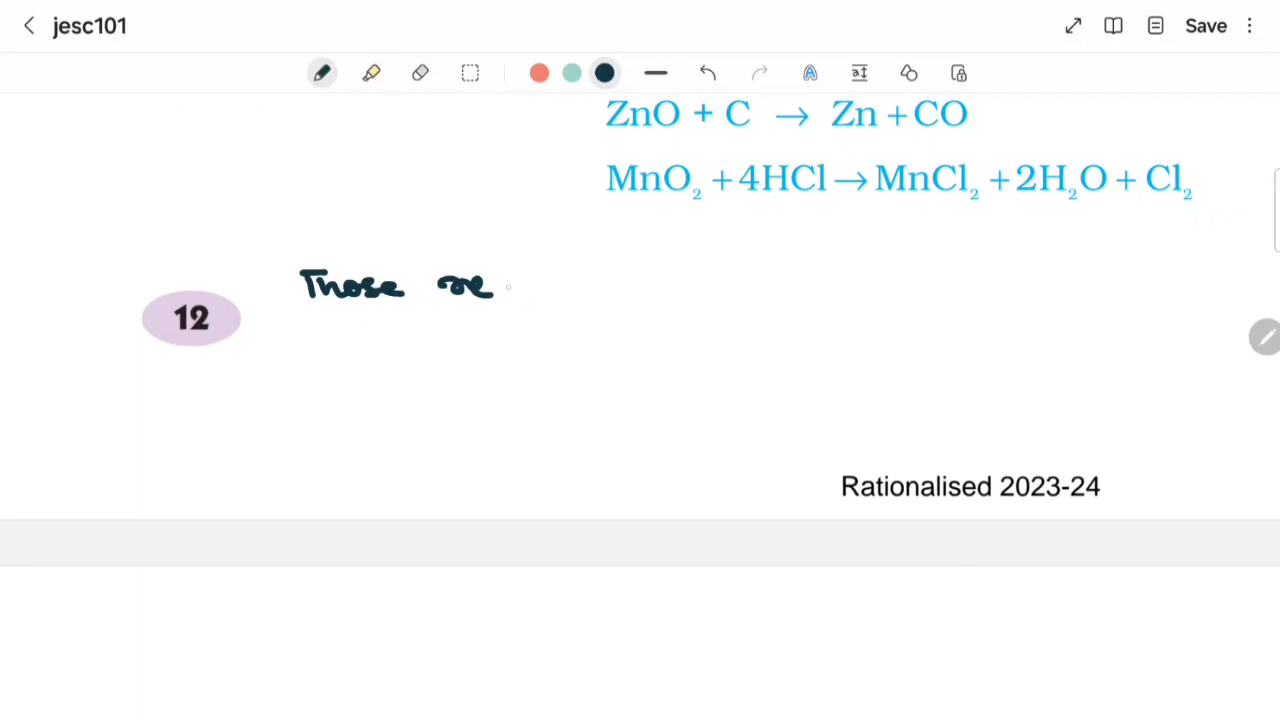 jesc101
Save
ZnO + C → Zn + CO
MnO₂ + 4HCl → MnCl₂ + 2H₂O + Cl₂
Those are
12
Rationalised 2023-24